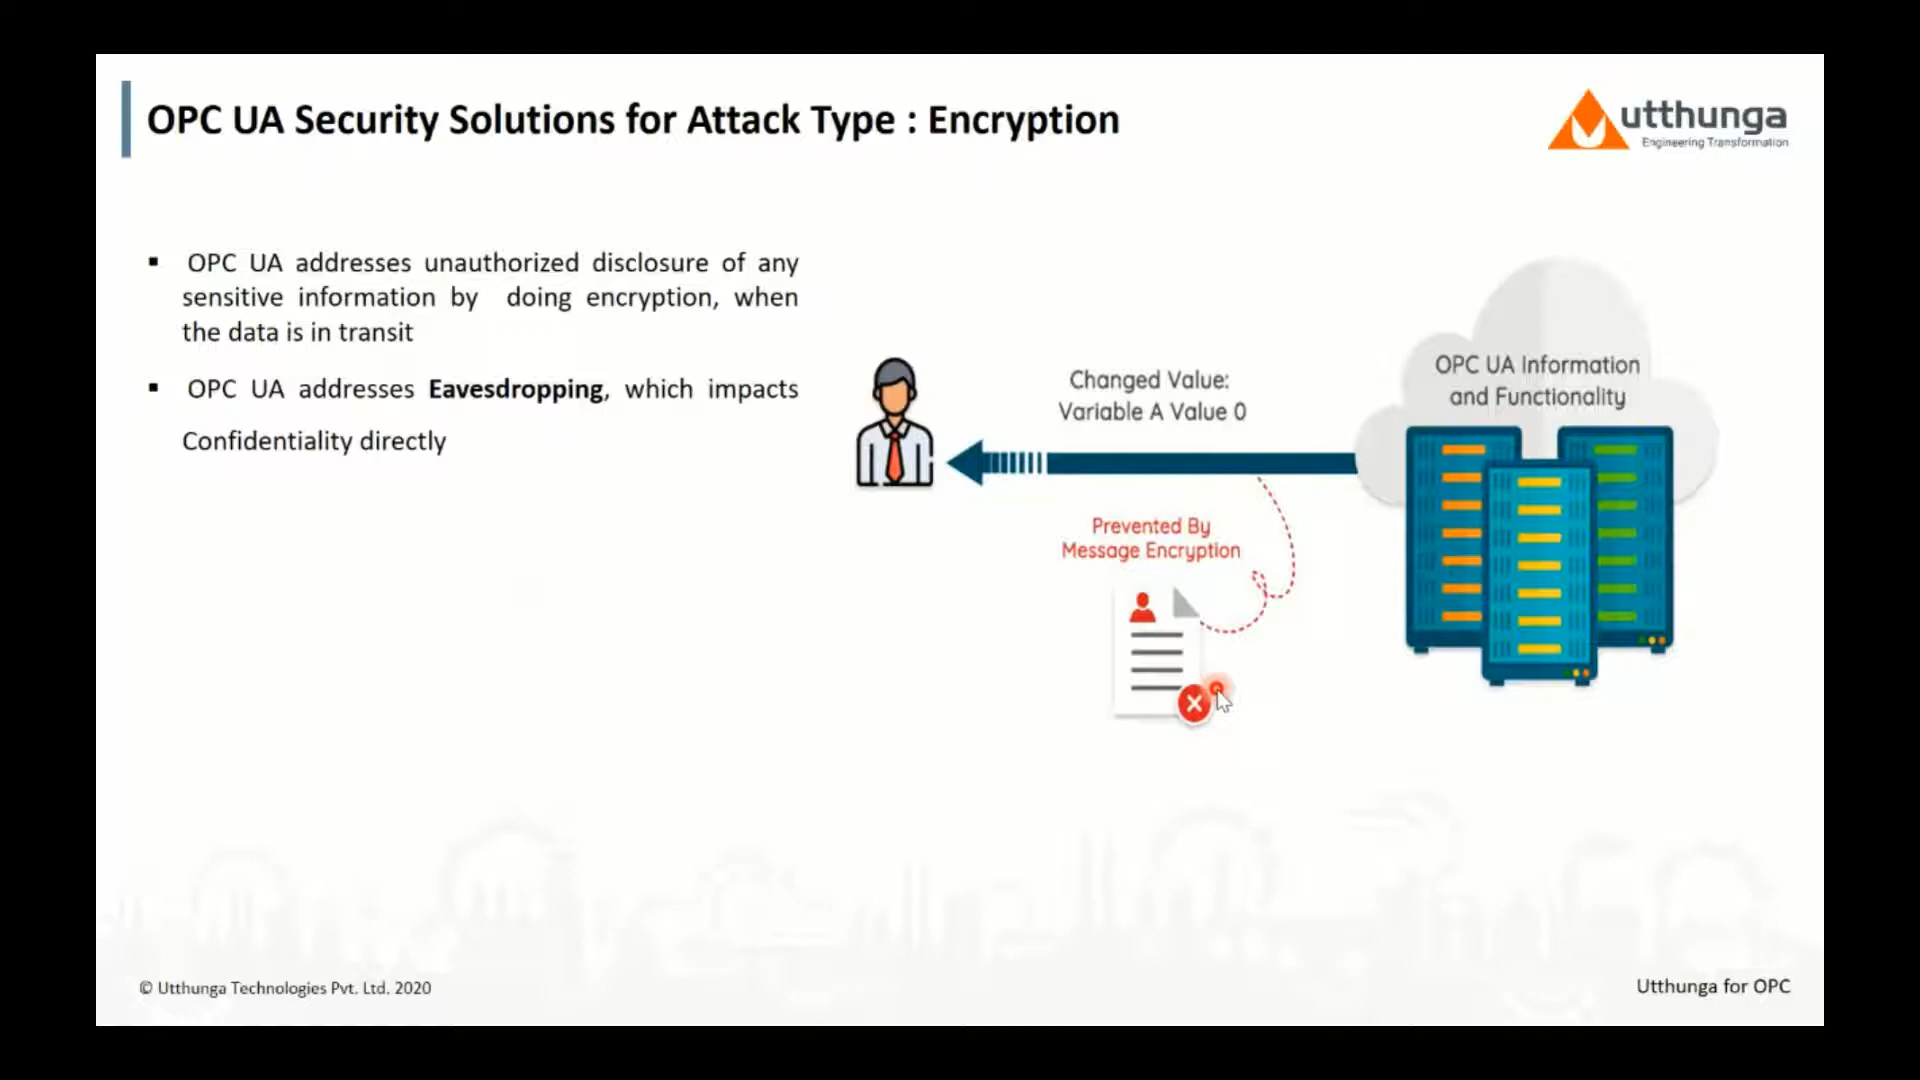 OPC UA Security Solutions for Attack Type : Encryption
utthunga
Engineering Transformation
▪ OPC UA addresses unauthorized disclosure of any
sensitive information by doing encryption, when
the data is in transit
▪ OPC UA addresses Eavesdropping, which impacts
Confidentiality directly
Changed Value:
Variable A Value 0
OPC UA Information
and Functionality
Prevented By
Message Encryption
© Utthunga Technologies Pvt. Ltd. 2020
Utthunga for OPC